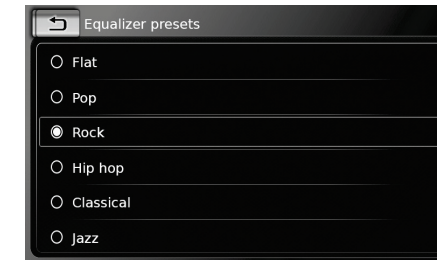 Equalizer presets
Flat
Pop
Rock
Hip hop
Classical
Jazz